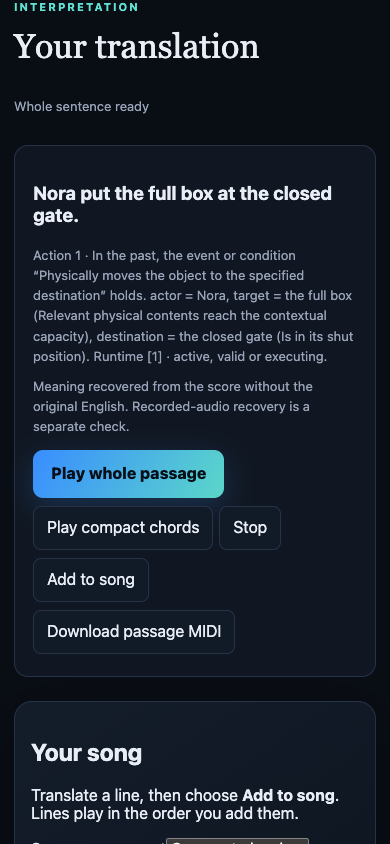 INTERPRETATION
Your translation
Whole sentence ready
Nora put the full box at the closed
gate.
Action 1 · In the past, the event or condition
“Physically moves the object to the specified
destination” holds. actor = Nora, target = the full box
(Relevant physical contents reach the contextual
capacity), destination = the closed gate (Is in its shut
position). Runtime [1] · active, valid or executing.
Meaning recovered from the score without the
original English. Recorded-audio recovery is a
separate check.
Play whole passage
Play compact chords
Stop
Add to song
Download passage MIDI
Your song
Translate a line, then choose Add to song.
Lines play in the order you add them.